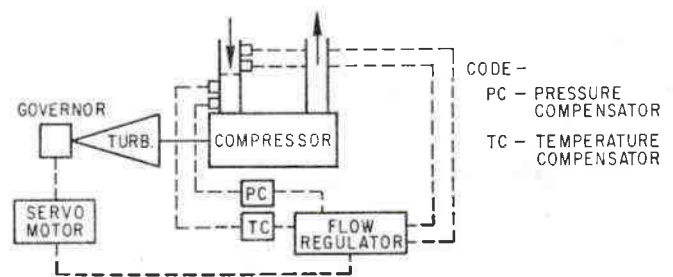 CODE-
PC - PRESSURE
COMPENSATOR
GOVERNOR
TURB.
COMPRESSOR
TC - TEMPERATURE
COMPENSATOR
PC
SERVO
MOTOR
TC
FLOW
REGULATOR